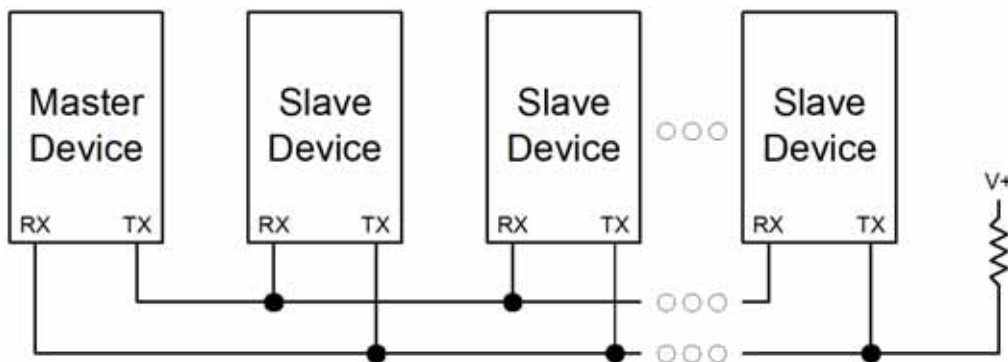 Master
Device
RX TX
Slave
Device
RX TX
Slave
Device
RX TX
Slave
Device
RX TX
V+